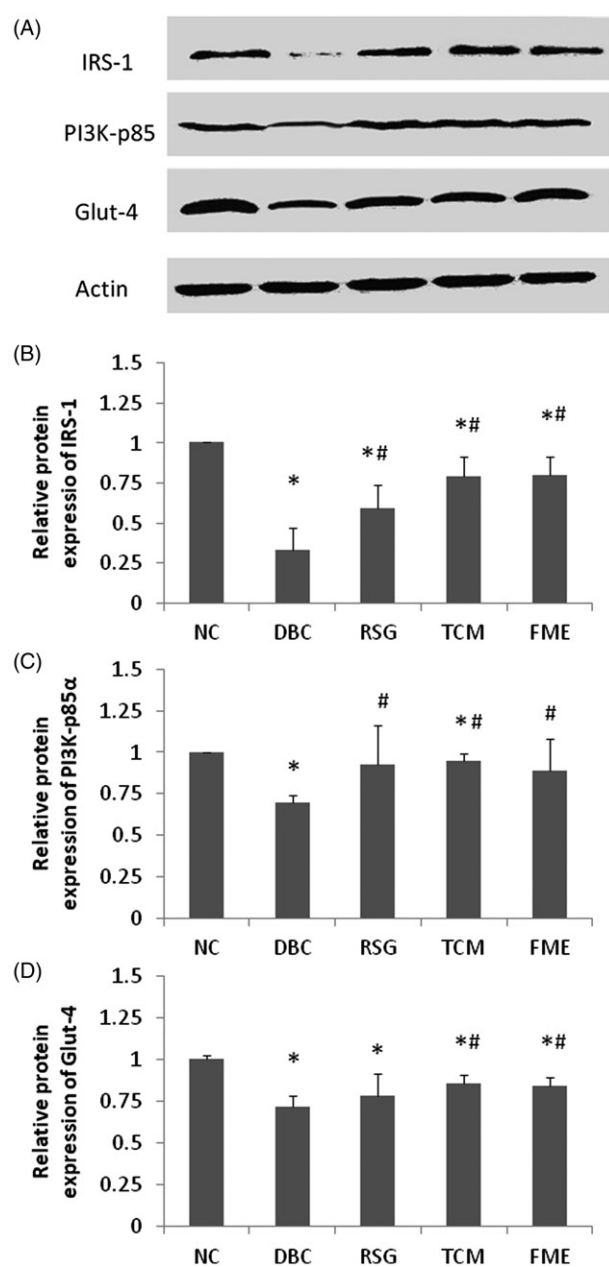 (A)
IRS-1
PI3K-p85
Glut-4
Actin
(B)
Relative protein
expressio of IRS-1
1.5
1.25
1
0.75
0.5
0.25
0
*
*#
*#
*#
NC DBC RSG TCM FME
(C)
Relative protein
expression of PI3K-p85α
1.5
1.25
1
0.75
0.5
0.25
0
*
#
*#
#
NC DBC RSG TCM FME
(D)
Relative protein
expression of Glut-4
1.5
1.25
1
0.75
0.5
0.25
0
*
*
*#
*#
NC DBC RSG TCM FME